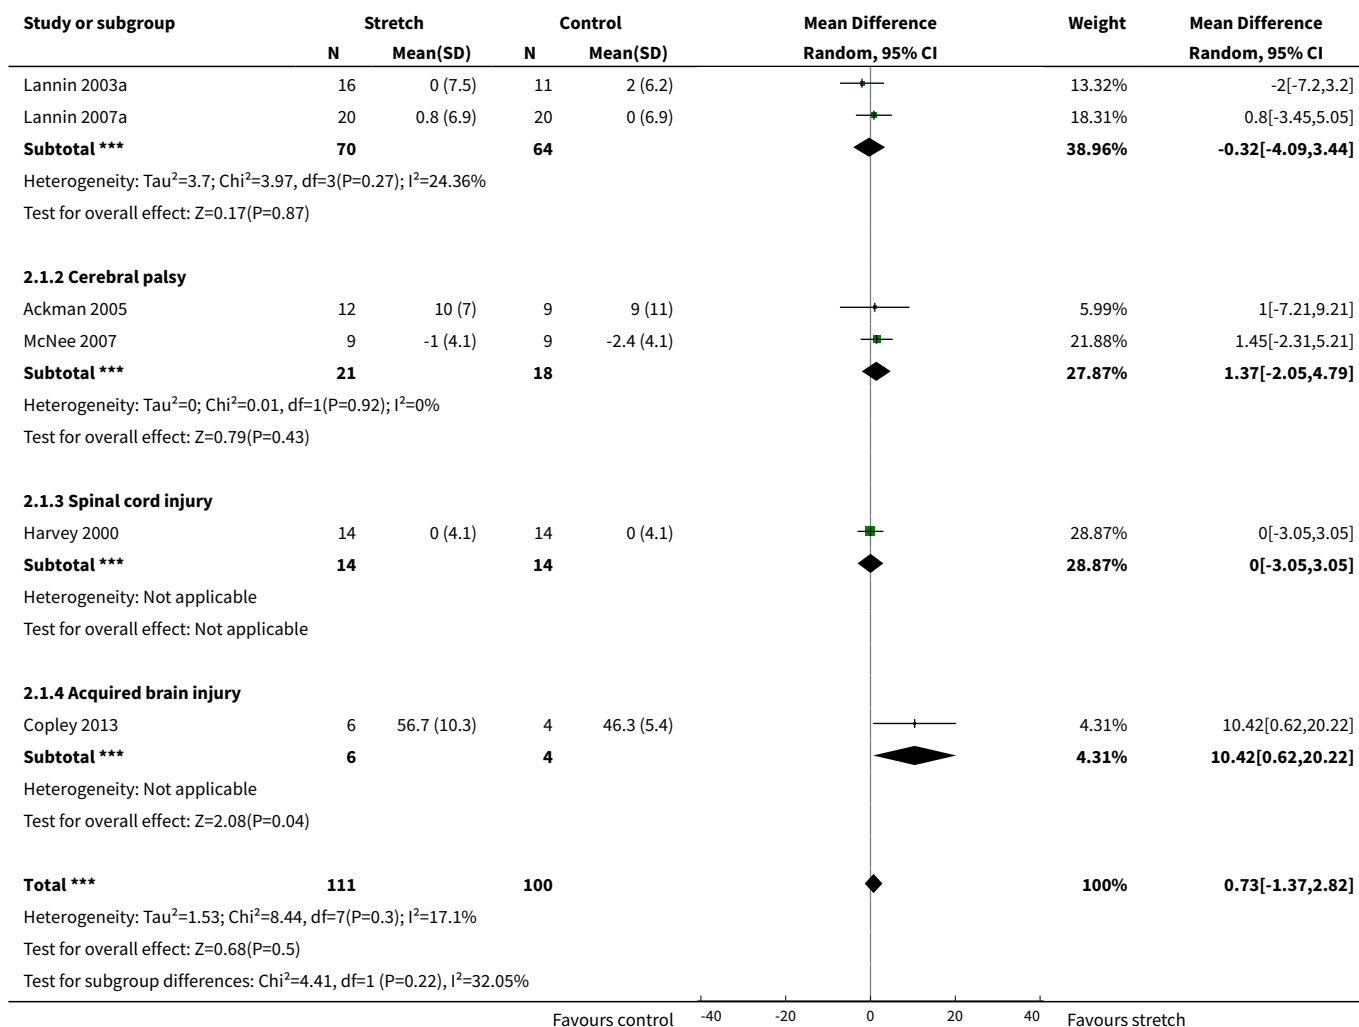 Study or subgroup Stretch Control Mean Difference Weight Mean Difference
N Mean(SD) N Mean(SD) Random, 95% CI Random, 95% CI
Lannin 2003a 16 0 (7.5) 11 2 (6.2) 13.32% -2[-7.2,3.2]
Lannin 2007a 20 0.8 (6.9) 20 0 (6.9) 18.31% 0.8[-3.45,5.05]
Subtotal *** 70 64 38.96% -0.32[-4.09,3.44]
Heterogeneity: Tau²=3.7; Chi²=3.97, df=3(P=0.27); I²=24.36%
Test for overall effect: Z=0.17(P=0.87)
2.1.2 Cerebral palsy
Ackman 2005 12 10 (7) 9 9 (11) 5.99% 1[-7.21,9.21]
McNee 2007 9 -1 (4.1) 9 -2.4 (4.1) 21.88% 1.45[-2.31,5.21]
Subtotal *** 21 18 27.87% 1.37[-2.05,4.79]
Heterogeneity: Tau²=0; Chi²=0.01, df=1(P=0.92); I²=0%
Test for overall effect: Z=0.79(P=0.43)
2.1.3 Spinal cord injury
Harvey 2000 14 0 (4.1) 14 0 (4.1) 28.87% 0[-3.05,3.05]
Subtotal *** 14 14 28.87% 0[-3.05,3.05]
Heterogeneity: Not applicable
Test for overall effect: Not applicable
2.1.4 Acquired brain injury
Copley 2013 6 56.7 (10.3) 4 46.3 (5.4) 4.31% 10.42[0.62,20.22]
Subtotal *** 6 4 4.31% 10.42[0.62,20.22]
Heterogeneity: Not applicable
Test for overall effect: Z=2.08(P=0.04)
Total *** 111 100 100% 0.73[-1.37,2.82]
Heterogeneity: Tau²=1.53; Chi²=8.44, df=7(P=0.3); I²=17.1%
Test for overall effect: Z=0.68(P=0.5)
Test for subgroup differences: Chi²=4.41, df=1 (P=0.22), I²=32.05%
Favours control -40 -20 0 20 40 Favours stretch